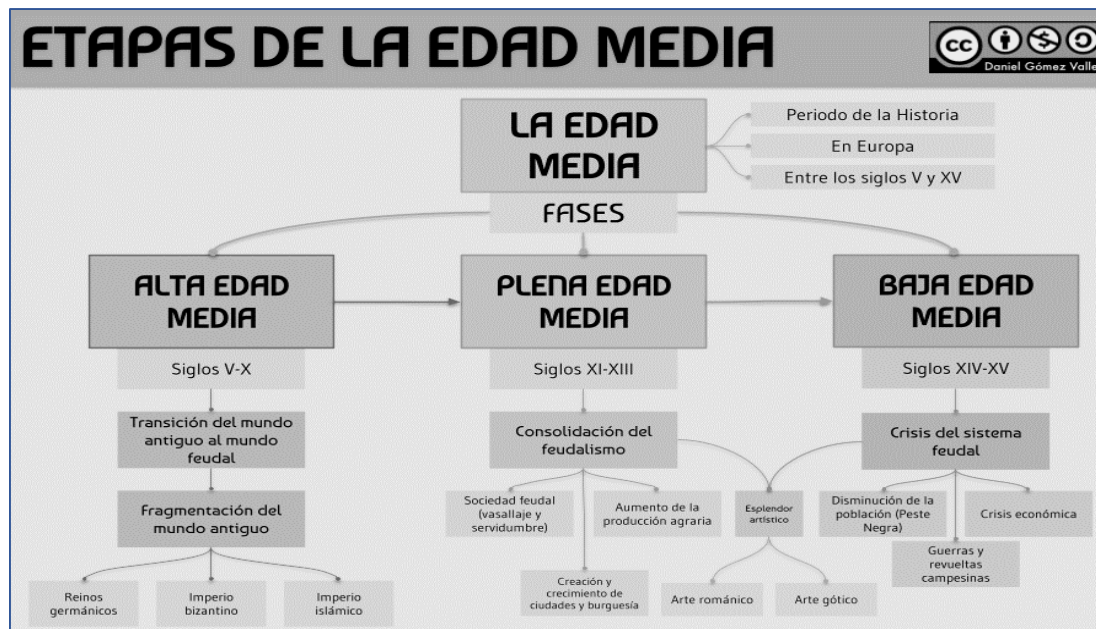 ETAPAS DE LA EDAD MEDIA
cc
Daniel Gómez Valle
LA EDAD
MEDIA
Periodo de la Historia
En Europa
Entre los siglos V y XV
FASES
ALTA EDAD
MEDIA
PLENA EDAD
MEDIA
BAJA EDAD
MEDIA
Siglos V-X
Siglos XI-XIII
Siglos XIV-XV
Transición del mundo
antiguo al mundo
feudal
Consolidación del
feudalismo
Crisis del sistema
feudal
Fragmentación del
mundo antiguo
Sociedad feudal
(vasallaje y
servidumbre)
Aumento de la
producción agraria
Esplendor
artístico
Disminución de la
población (Peste
Negra)
Crisis económica
Guerras y
revueltas
campesinas
Reinos
germánicos
Imperio
bizantino
Imperio
islámico
Creación y
crecimiento de
ciudades y burguesía
Arte románico
Arte gótico